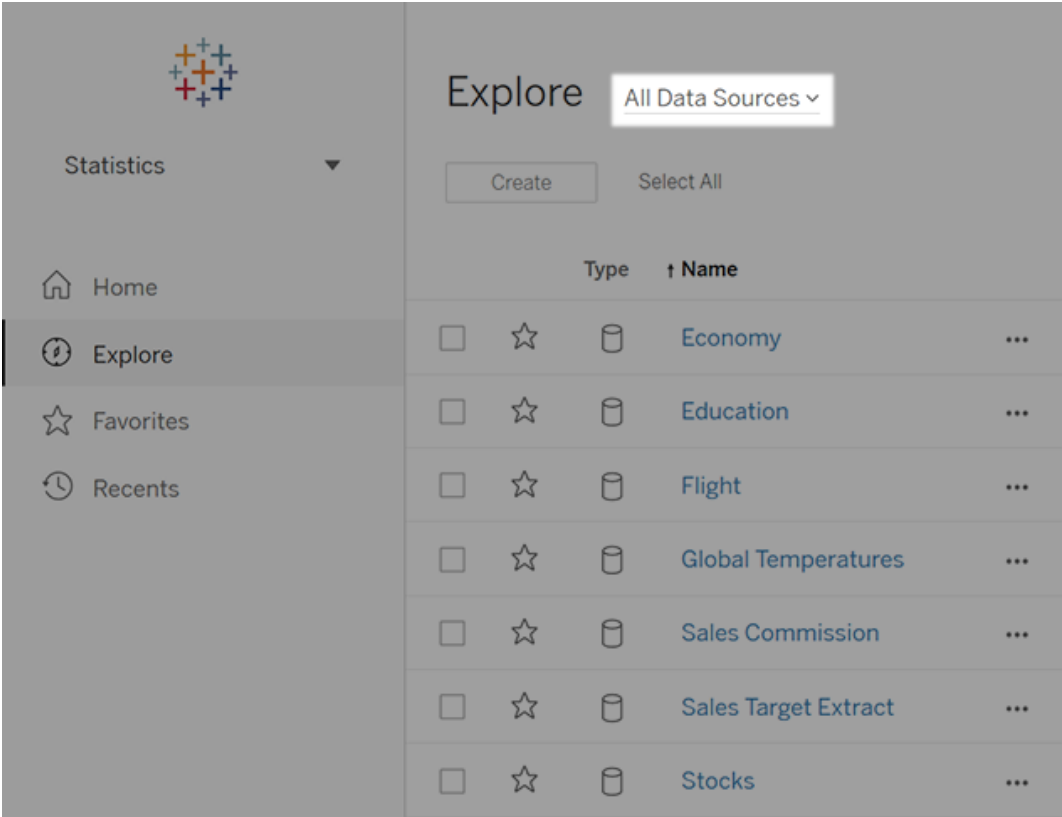 Statistics
Home
Explore
Favorites
Recents
Explore All Data Sources
Create Select All
Type ↑ Name
Economy
Education
Flight
Global Temperatures
Sales Commission
Sales Target Extract
Stocks